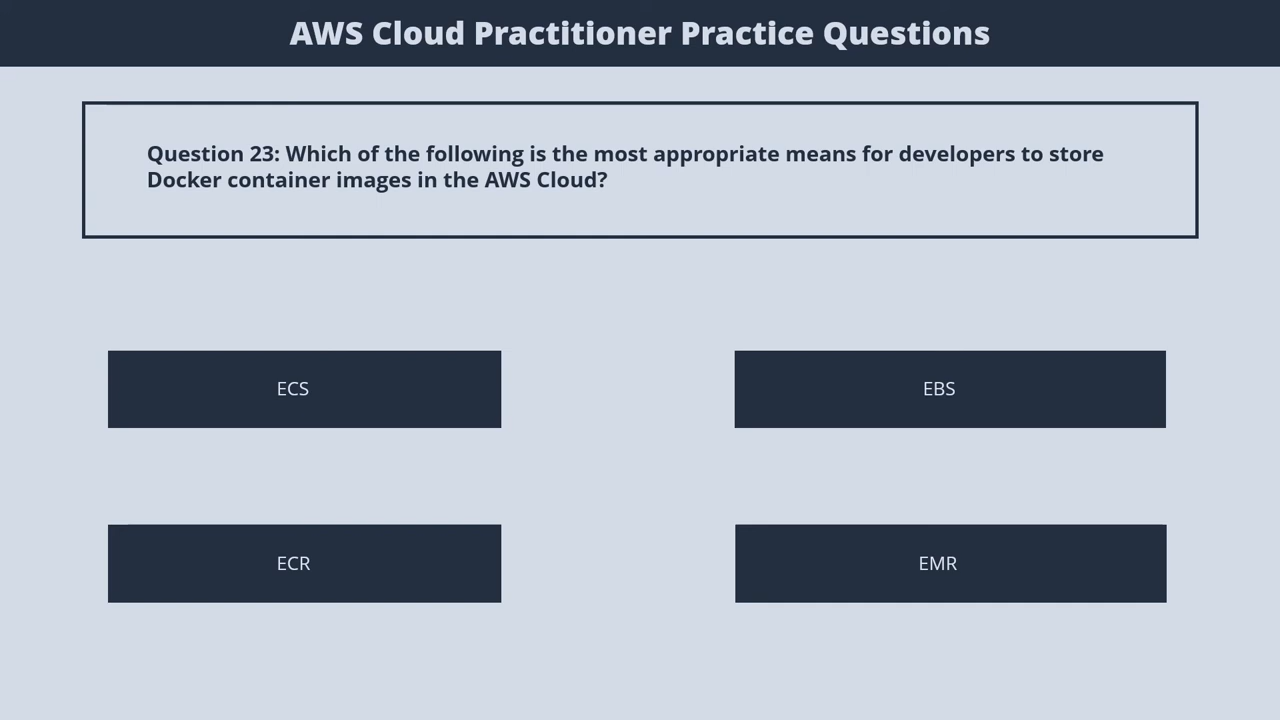 AWS Cloud Practitioner Practice Questions
Question 23: Which of the following is the most appropriate means for developers to store
Docker container images in the AWS Cloud?
ECS
EBS
ECR
EMR